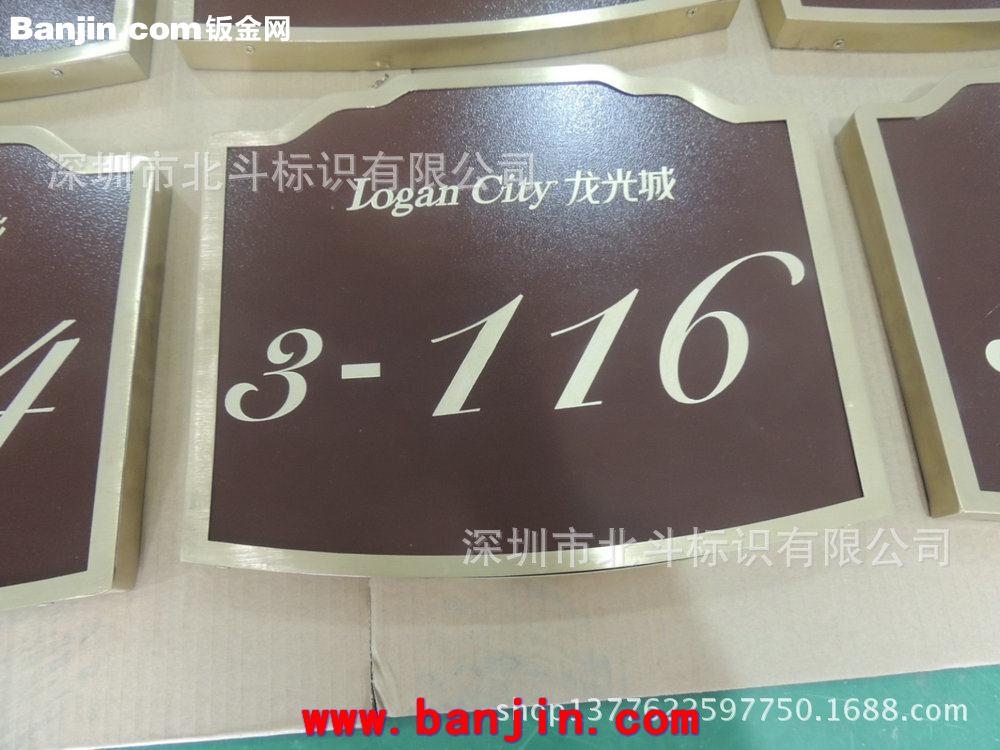 Banjin.com钣金网
深圳市北斗标识有限公司
Logan City 龙光城
3-116
4
深圳市北斗标识有限公司
shop1377622597750.1688.com
www.banjin.com